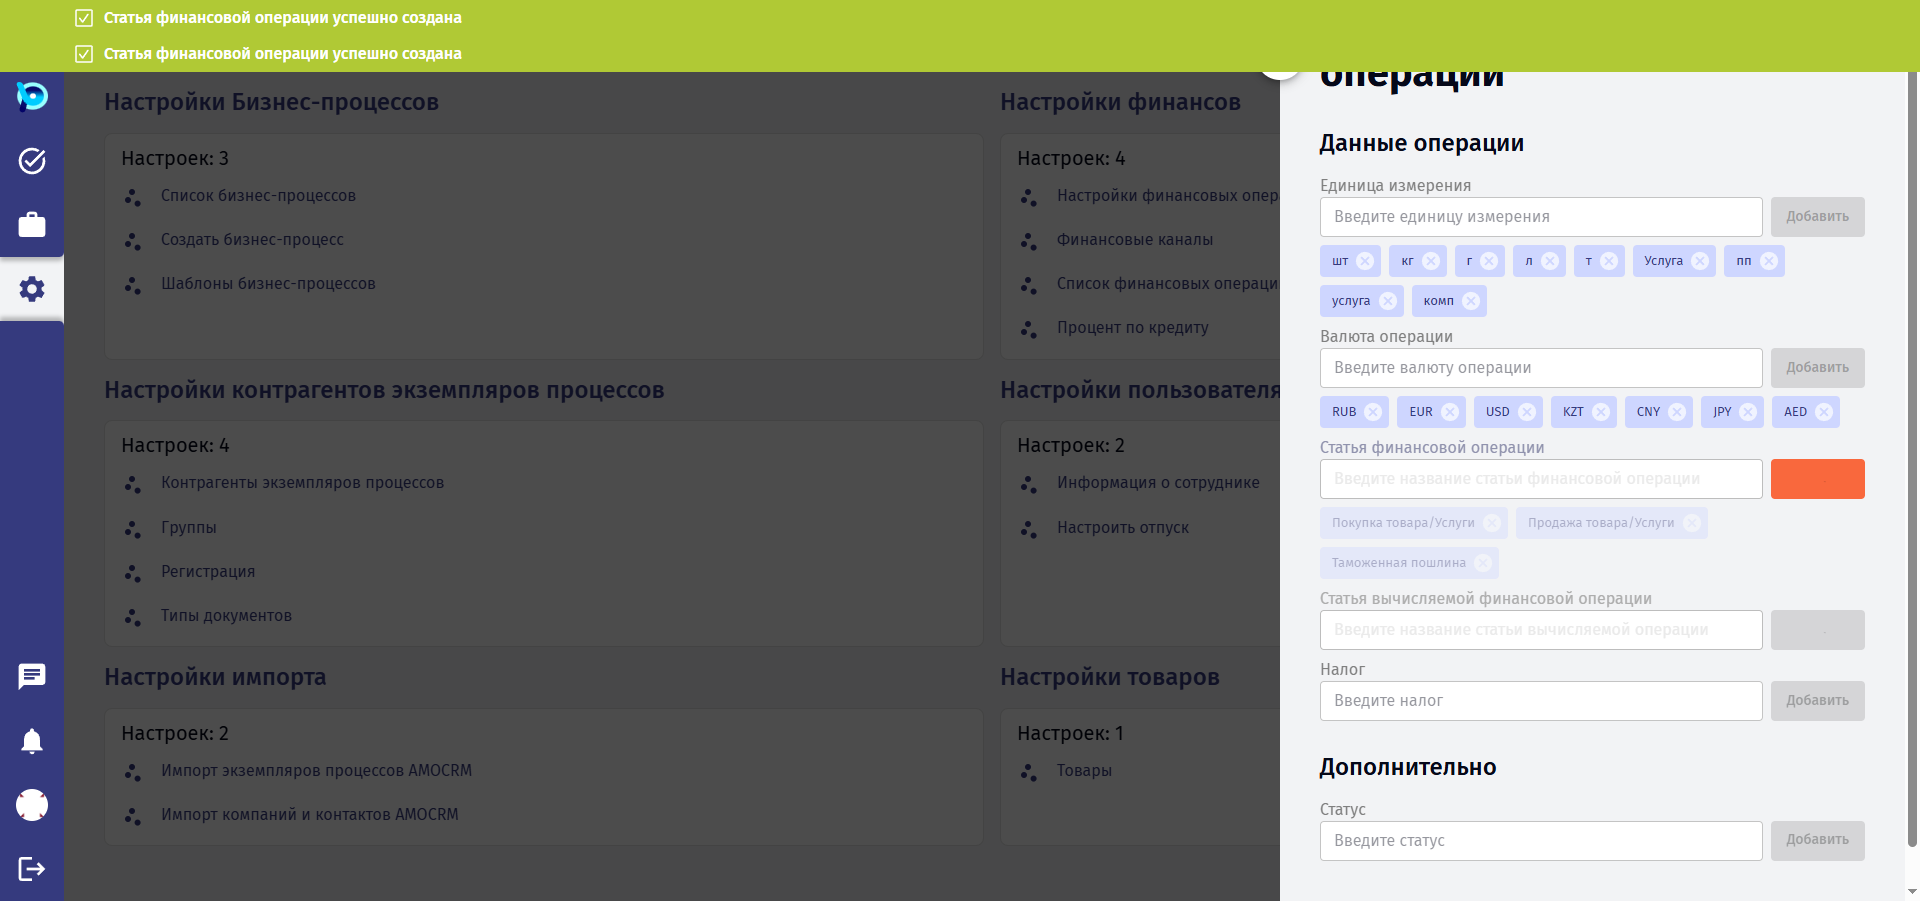 Статья финансовой операции успешно создана
Статья финансовой операции успешно создана
Настройки Бизнес-процессов
Настроек: 3
Список бизнес-процессов
Создать бизнес-процесс
Шаблоны бизнес-процессов
Настройки финансов
Настроек: 4
Настройки финансовых опер
Финансовые каналы
Список финансовых операци
Процент по кредиту
Настройки контрагентов экземпляров процессов
Настроек: 4
Контрагенты экземпляров процессов
Группы
Регистрация
Типы документов
Настройки пользователя
Настроек: 2
Информация о сотруднике
Настроить отпуск
Настройки импорта
Настроек: 2
Импорт экземпляров процессов AMOCRM
Импорт компаний и контактов AMOCRM
Настройки товаров
Настроек: 1
Товары
операции
Данные операции
Единица измерения
Введите единицу измерения Добавить
шт кг г л т Услуга пп
услуга комп
Валюта операции
Введите валюту операции Добавить
RUB EUR USD KZT CNY JPY AED
Статья финансовой операции
Введите название статьи финансовой операции
Покупка товара/Услуги Продажа товара/Услуги
Таможенная пошлина
Статья вычисляемой финансовой операции
Введите название статьи вычисляемой операции
Налог
Введите налог Добавить
Дополнительно
Статус
Введите статус Добавить